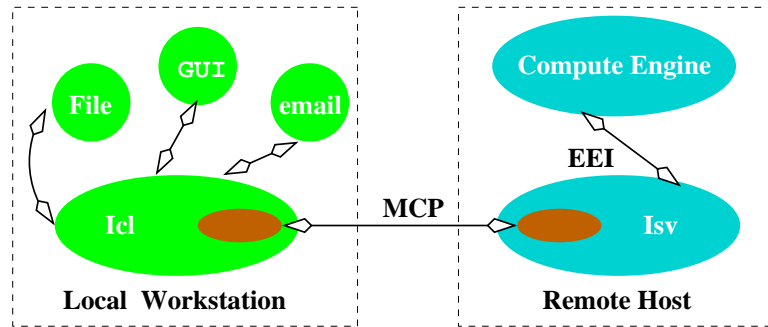 GUI
File
email
Compute Engine
EEI
Icl
MCP
Isv
Local Workstation
Remote Host